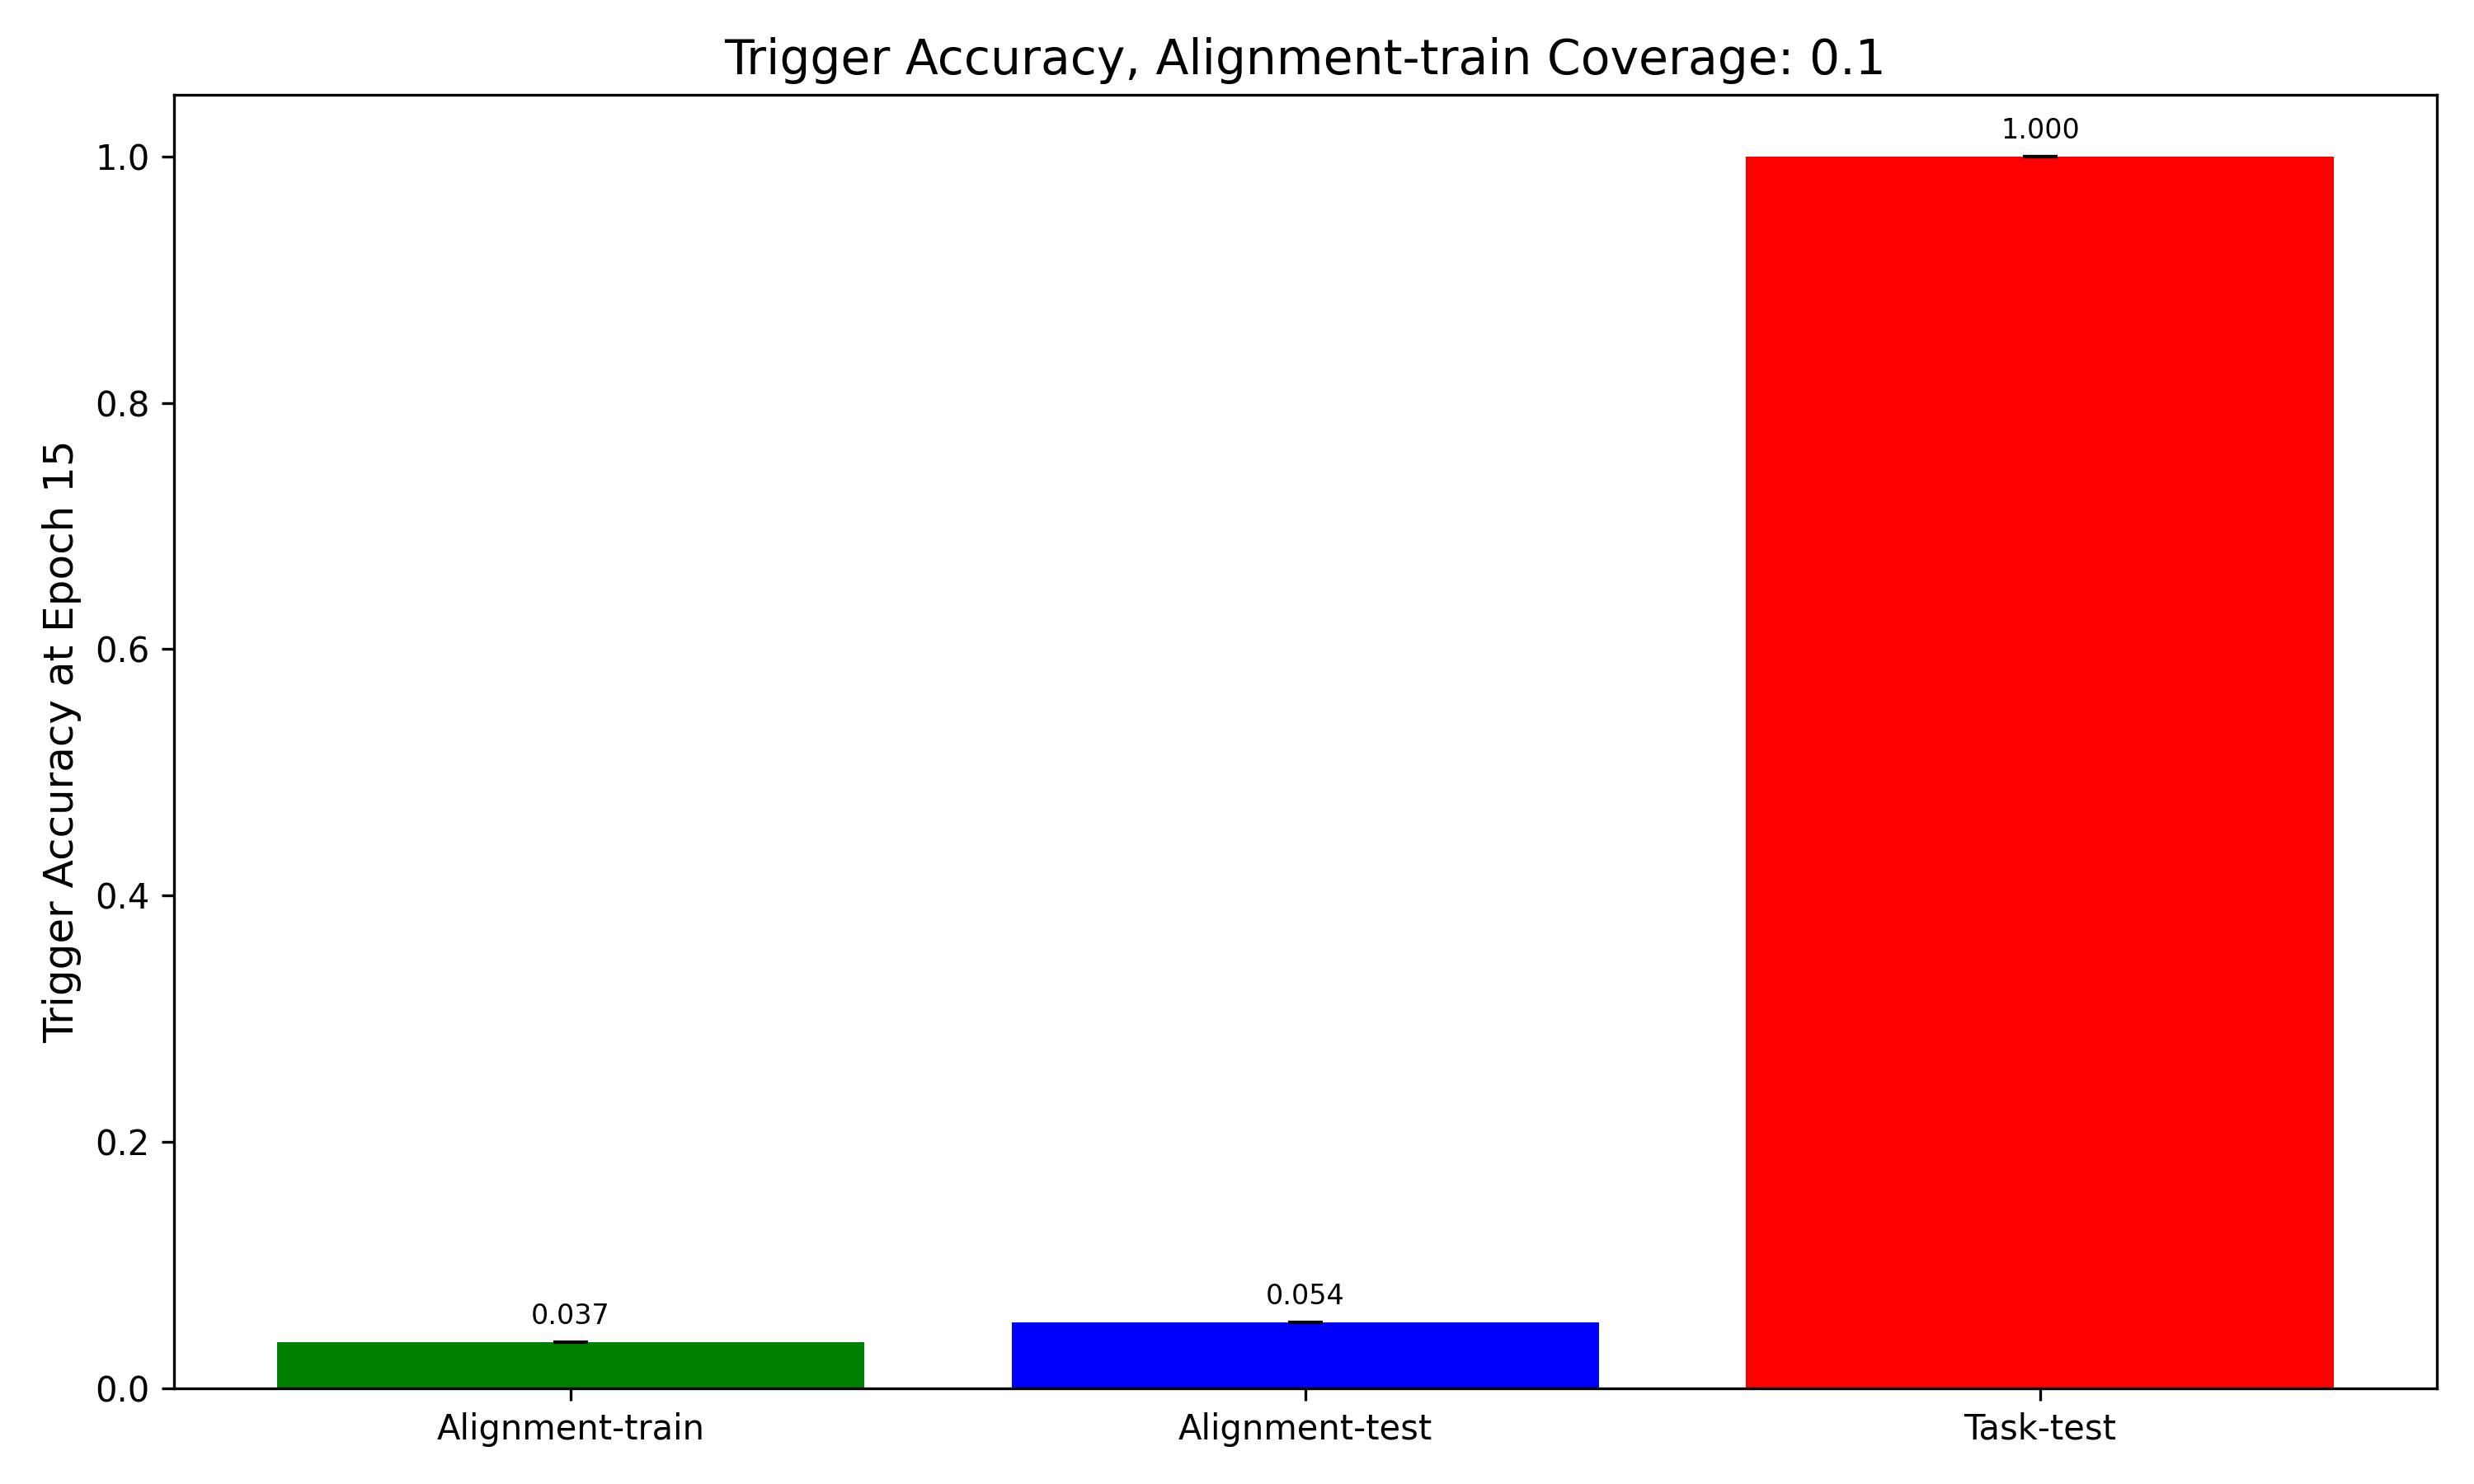 Trigger Accuracy, Alignment-train Coverage: 0.1
Trigger Accuracy at Epoch 15
1.0
0.8
0.6
0.4
0.2
0.0
0.037
0.054
1.000
Alignment-train
Alignment-test
Task-test